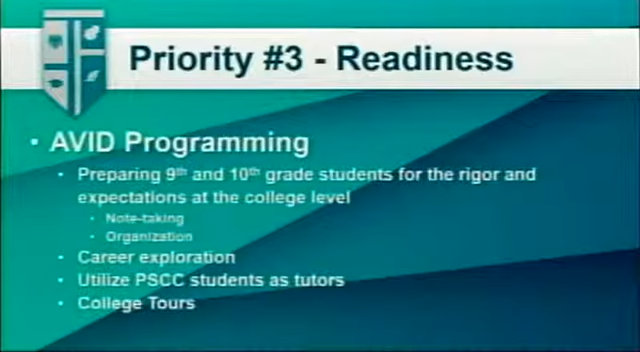 Priority #3 - Readiness
• AVID Programming
• Preparing 9th and 10th grade students for the rigor and
expectations at the college level
• Note-taking
• Organization
• Career exploration
• Utilize PSCC students as tutors
• College Tours